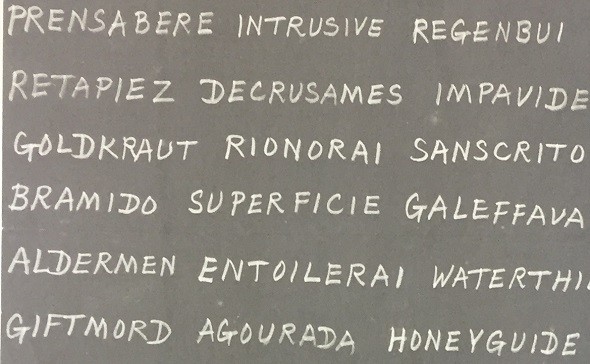 PRENSABERE INTRUSIVE REGENBUI
RETAPIEZ DECRUSAMES IMPAVIDE
GOLDKRAUT RIONORAI SANSCRITO
BRAMIDO SUPERFICIE GALEFFAVA
ALDERMEN ENTOILERAI
GIFTMORD AGOURADA HONEYGUIDE